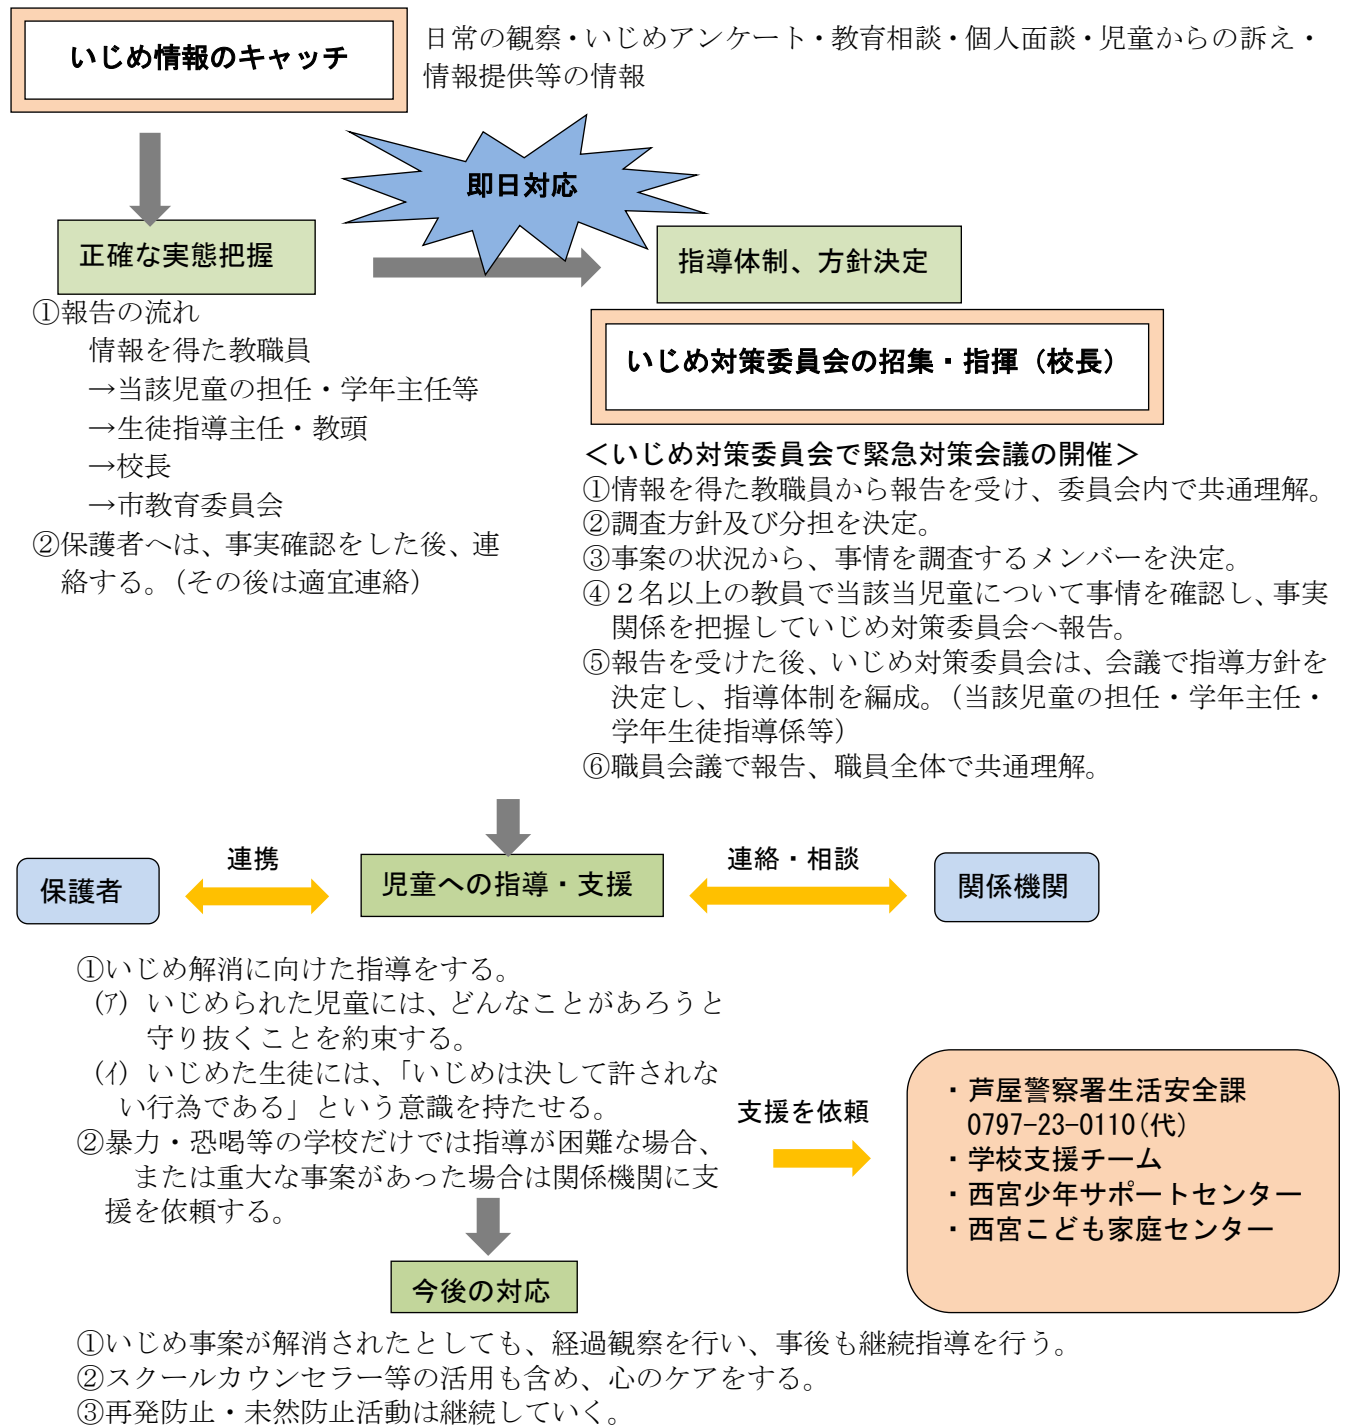 いじめ情報のキャッチ
日常の観察・いじめアンケート・教育相談・個人面談・児童からの訴え・
情報提供等の情報
即日対応
正確な実態把握
指導体制、方針決定
①報告の流れ
情報を得た教職員
→当該児童の担任・学年主任等
→生徒指導主任・教頭
→校長
→市教育委員会
②保護者へは、事実確認をした後、連
絡する。（その後は適宜連絡）
いじめ対策委員会の招集・指揮（校長）
＜いじめ対策委員会で緊急対策会議の開催＞
①情報を得た教職員から報告を受け、委員会内で共通理解。
②調査方針及び分担を決定。
③事案の状況から、事情を調査するメンバーを決定。
④２名以上の教員で当該当児童について事情を確認し、事実
関係を把握していじめ対策委員会へ報告。
⑤報告を受けた後、いじめ対策委員会は、会議で指導方針を
決定し、指導体制を編成。（当該児童の担任・学年主任・
学年生徒指導係等）
⑥職員会議で報告、職員全体で共通理解。
保護者
連携
児童への指導・支援
連絡・相談
関係機関
①いじめ解消に向けた指導をする。
(ｱ) いじめられた児童には、どんなことがあろうと
守り抜くことを約束する。
(ｲ) いじめた生徒には、「いじめは決して許されな
い行為である」という意識を持たせる。
②暴力・恐喝等の学校だけでは指導が困難な場合、
または重大な事案があった場合は関係機関に支
援を依頼する。
支援を依頼
・芦屋警察署生活安全課
0797-23-0110(代)
・学校支援チーム
・西宮少年サポートセンター
・西宮こども家庭センター
今後の対応
①いじめ事案が解消されたとしても、経過観察を行い、事後も継続指導を行う。
②スクールカウンセラー等の活用も含め、心のケアをする。
③再発防止・未然防止活動は継続していく。